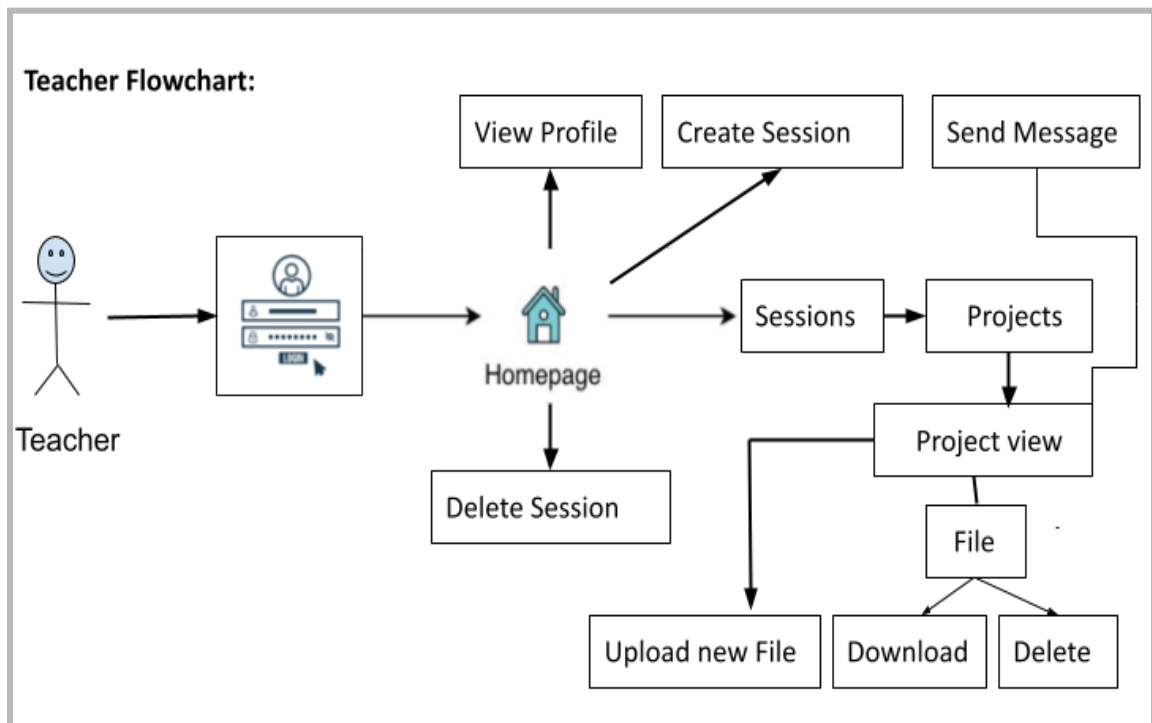 Teacher Flowchart:
View Profile
Create Session
Send Message
LOGIN
Sessions
Projects
Homepage
Teacher
Project view
Delete Session
File
Upload new File
Download
Delete